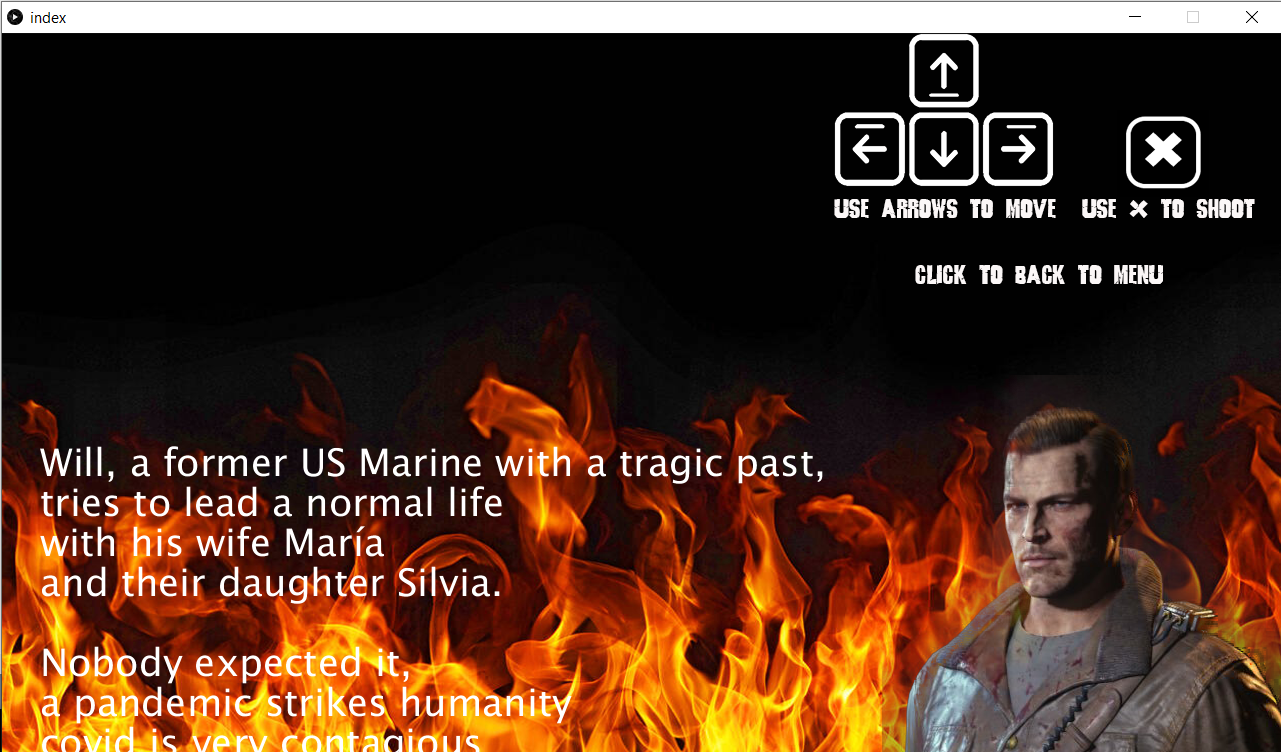 index
USE ARROWS TO MOVE
USE ✖ TO SHOOT
CLICK TO BACK TO MENU
Will, a former US Marine with a tragic past,
tries to lead a normal life
with his wife María
and their daughter Silvia.
Nobody expected it,
a pandemic strikes humanity
covid is very contagious